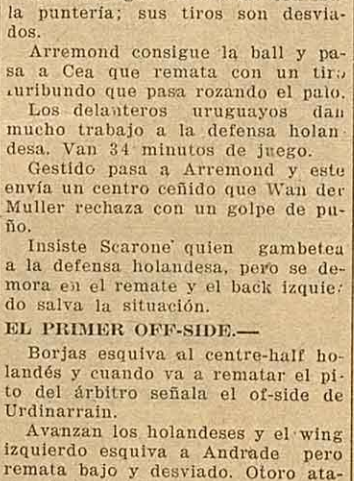 la puntería; sus tiros son desvia-
dos.
Arremond consigue la ball y pa-
sa a Cea que remata con un tiro
furibundo que pasa rozando el palo.
Los delanteros uruguayos dan
mucho trabajo a la defensa holan
desa. Van 34 minutos de juego.
Gestido pasa a Arremond y este
envía un centro ceñido que Wan der
Muller rechaza con un golpe de pu-
ño.
Insiste Scarone quien gambetea
a la defensa holandesa, pero se de-
mora en el remate y el back izquier
do salva la situación.
EL PRIMER OFF-SIDE.—
Borjas esquiva al centre-half ho-
landés y cuando va a rematar el pi-
to del árbitro señala el of-side de
Urdinarrain.
Avanzan los holandeses y el wing
izquierdo esquiva a Andrade pero
remata bajo y desviado. Otoro ata-